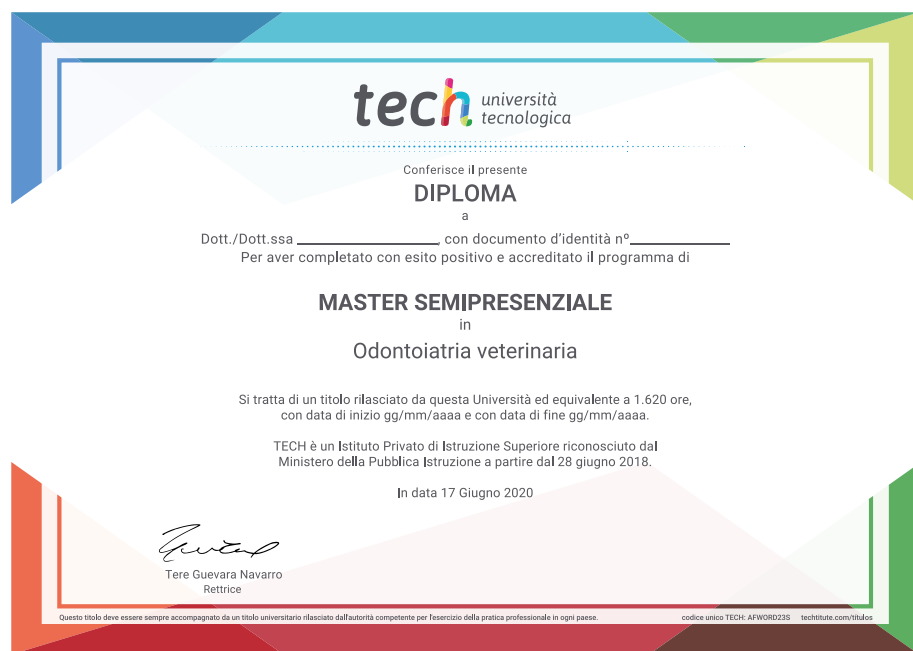 tech università
tecnologica
Conferisce il presente
DIPLOMA
a
Dott./Dott.ssa ________________, con documento d'identità nº____________
Per aver completato con esito positivo e accreditato il programma di
MASTER SEMIPRESENZIALE
in
Odontoiatria veterinaria
Si tratta di un titolo rilasciato da questa Università ed equivalente a 1.620 ore,
con data di inizio gg/mm/aaaa e con data di fine gg/mm/aaaa.
TECH è un Istituto Privato di Istruzione Superiore riconosciuto dal
Ministero della Pubblica Istruzione a partire dal 28 giugno 2018.
In data 17 Giugno 2020
Tere Guevara Navarro
Rettrice
Questo titolo deve essere sempre accompagnato da un titolo universitario rilasciato dall'autorità competente per l'esercizio della pratica professionale in ogni paese. codice unico TECH: AFWORD23S techtitute.com/titulos